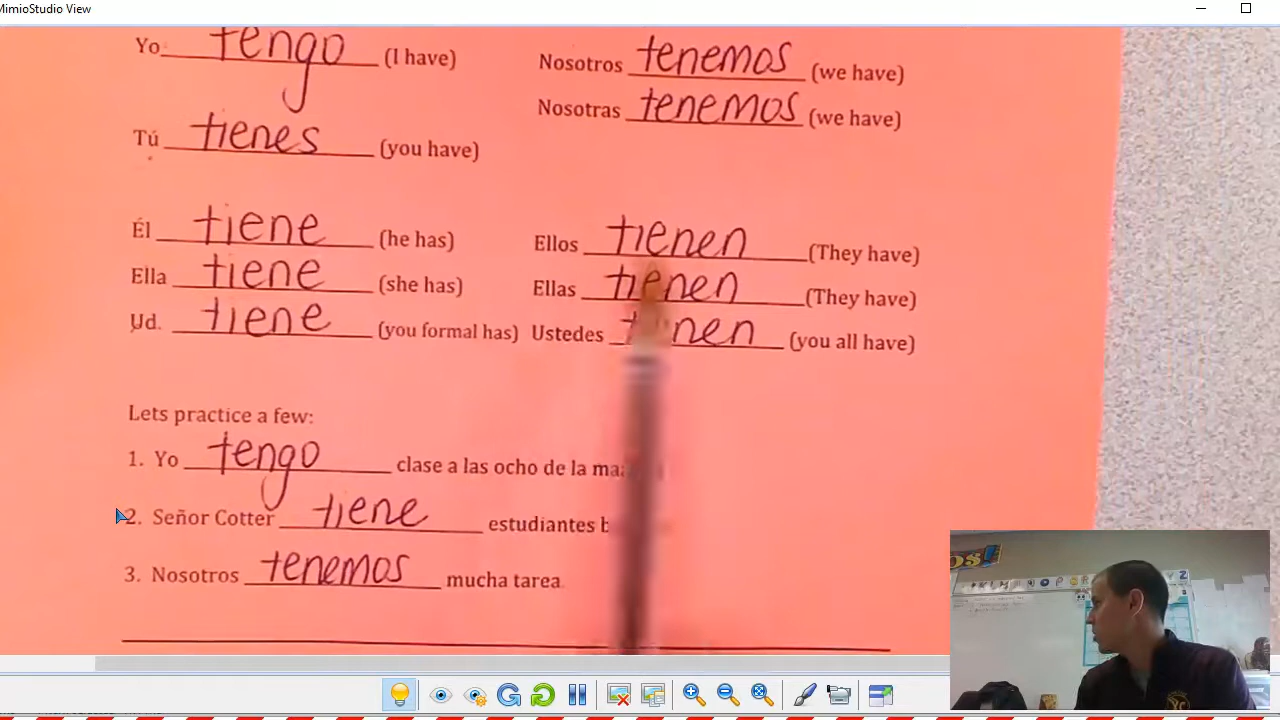 MimioStudio View
Yo tengo (I have)
Nosotros tenemos (we have)
Nosotras tenemos (we have)
Tú tienes (you have)
Él tiene (he has)
Ellos tienen (They have)
Ella tiene (she has)
Ellas tienen (They have)
Ud. tiene (you formal has)
Ustedes (you all have)
Lets practice a few:
1. Yo tengo clase a las ocho de la
2. Señor Cotter tiene estudiantes
3. Nosotros tenemos mucha tarea